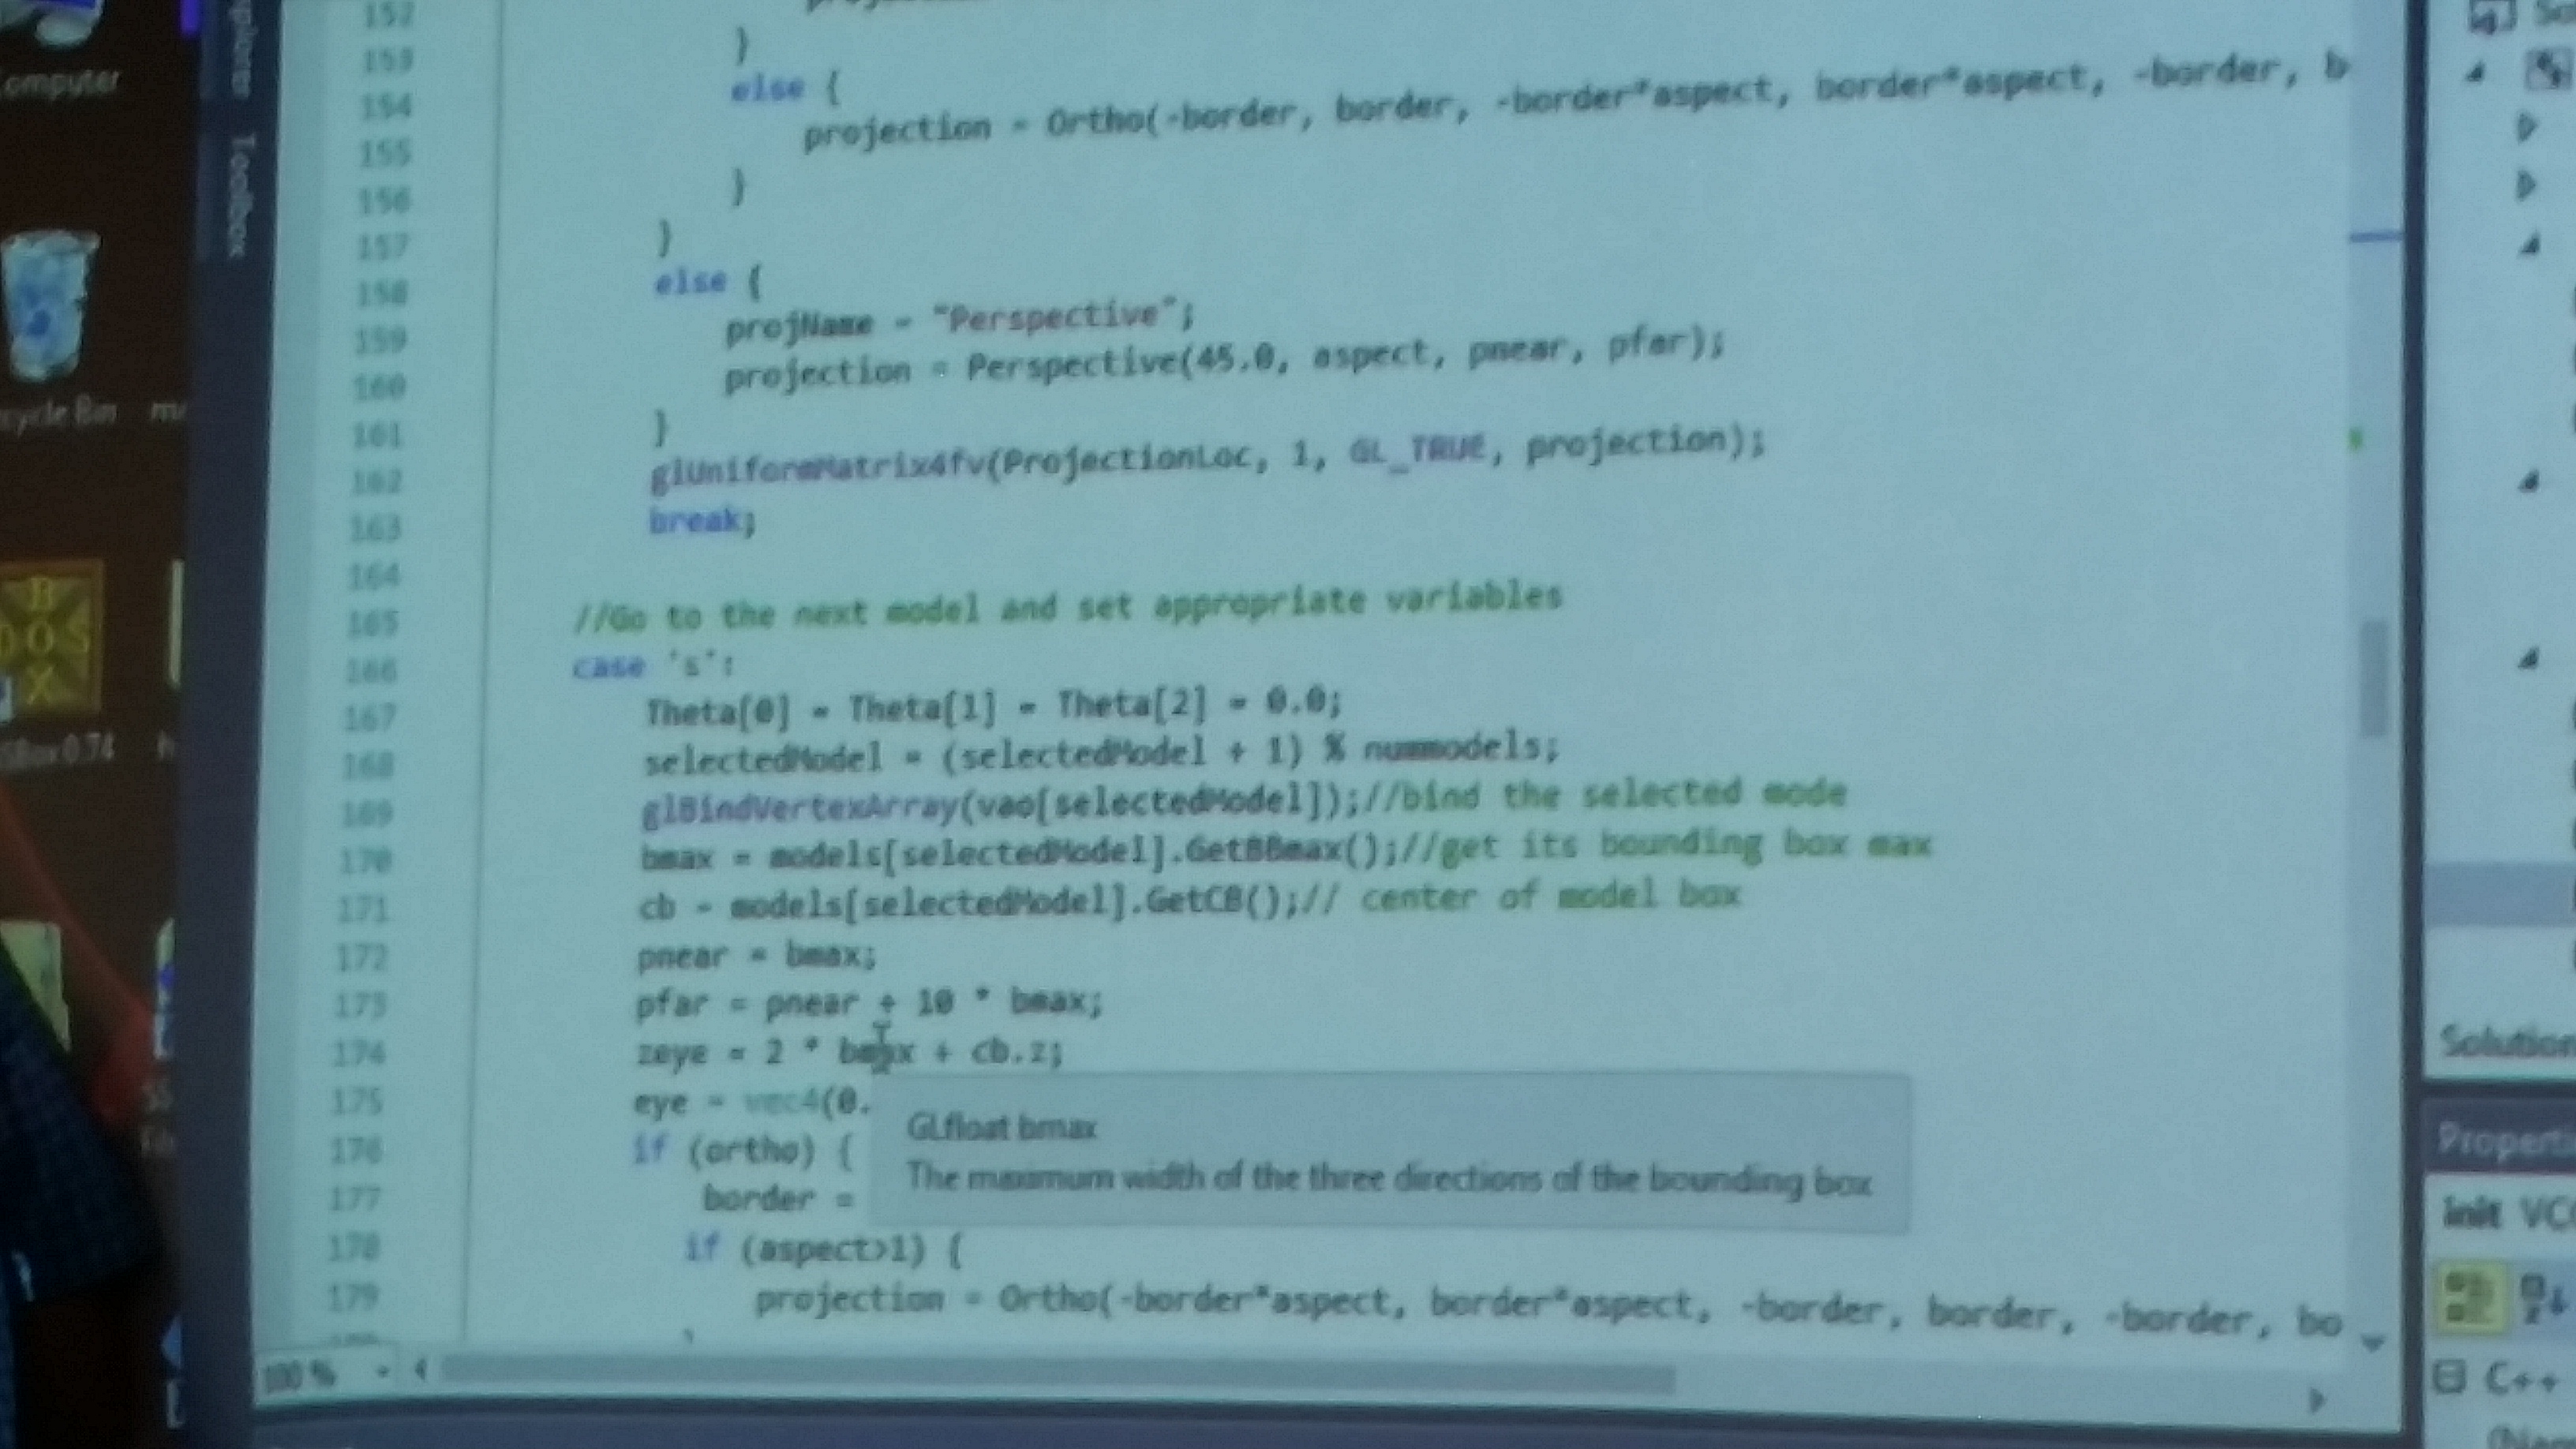 Computer
Recycle Bin
B
DOS
X
Toolbox
152
153 }
154 else {
155 projection = Ortho(-border, border, -border*aspect, border*aspect, -border, b
156 }
157 }
158 else {
159 projName = "Perspective";
160 projection = Perspective(45.0, aspect, pnear, pfar);
161 }
162 glUniformMatrix4fv(ProjectionLoc, 1, GL_TRUE, projection);
163 break;
164
165 //Go to the next model and set appropriate variables
166 case 's':
167 Theta[0] = Theta[1] = Theta[2] = 0.0;
168 selectedModel = (selectedModel + 1) % nummodels;
169 glBindVertexArray(vao[selectedModel]);//bind the selected mode
170 bmax = models[selectedModel].GetBBmax();//get its bounding box max
171 cb = models[selectedModel].GetCB();// center of model box
172 pnear = bmax;
173 pfar = pnear + 10 * bmax;
174 zeye = 2 * bmax + cb.z;
175 eye = vec4(0.
GLfloat bmax
The maximum width of the three directions of the bounding box
176 if (ortho) {
177 border =
178 if (aspect>1) {
179 projection = Ortho(-border*aspect, border*aspect, -border, border, -border, bo
100 %
Solution
Properti
init VC
C++